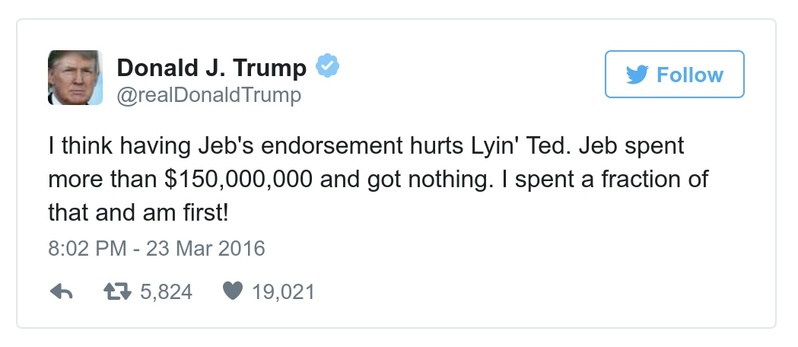 Donald J. Trump
@realDonaldTrump
Follow
I think having Jeb's endorsement hurts Lyin' Ted. Jeb spent
more than $150,000,000 and got nothing. I spent a fraction of
that and am first!
8:02 PM - 23 Mar 2016
5,824 19,021